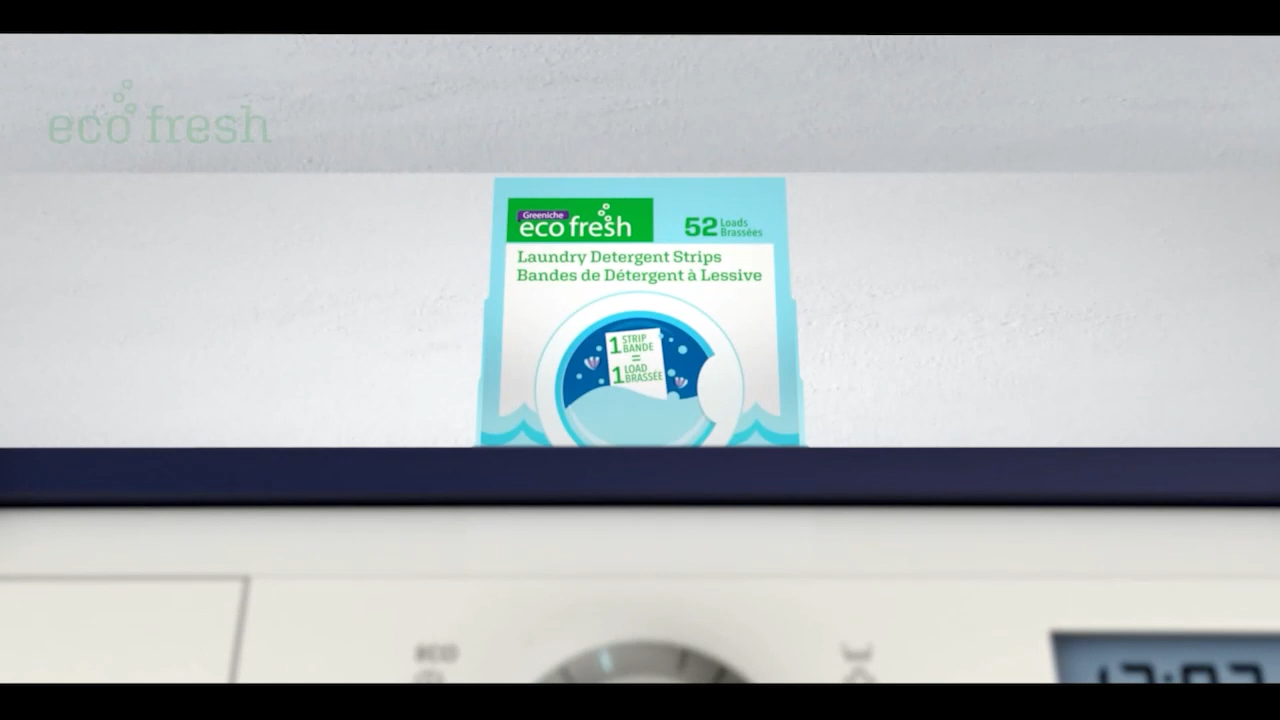 eco fresh
Greeniche
eco fresh
52 Loads
Brassées
Laundry Detergent Strips
Bandes de Détergent à Lessive
1 STRIP
BANDE
=
1 LOAD
BRASSÉE
ECO